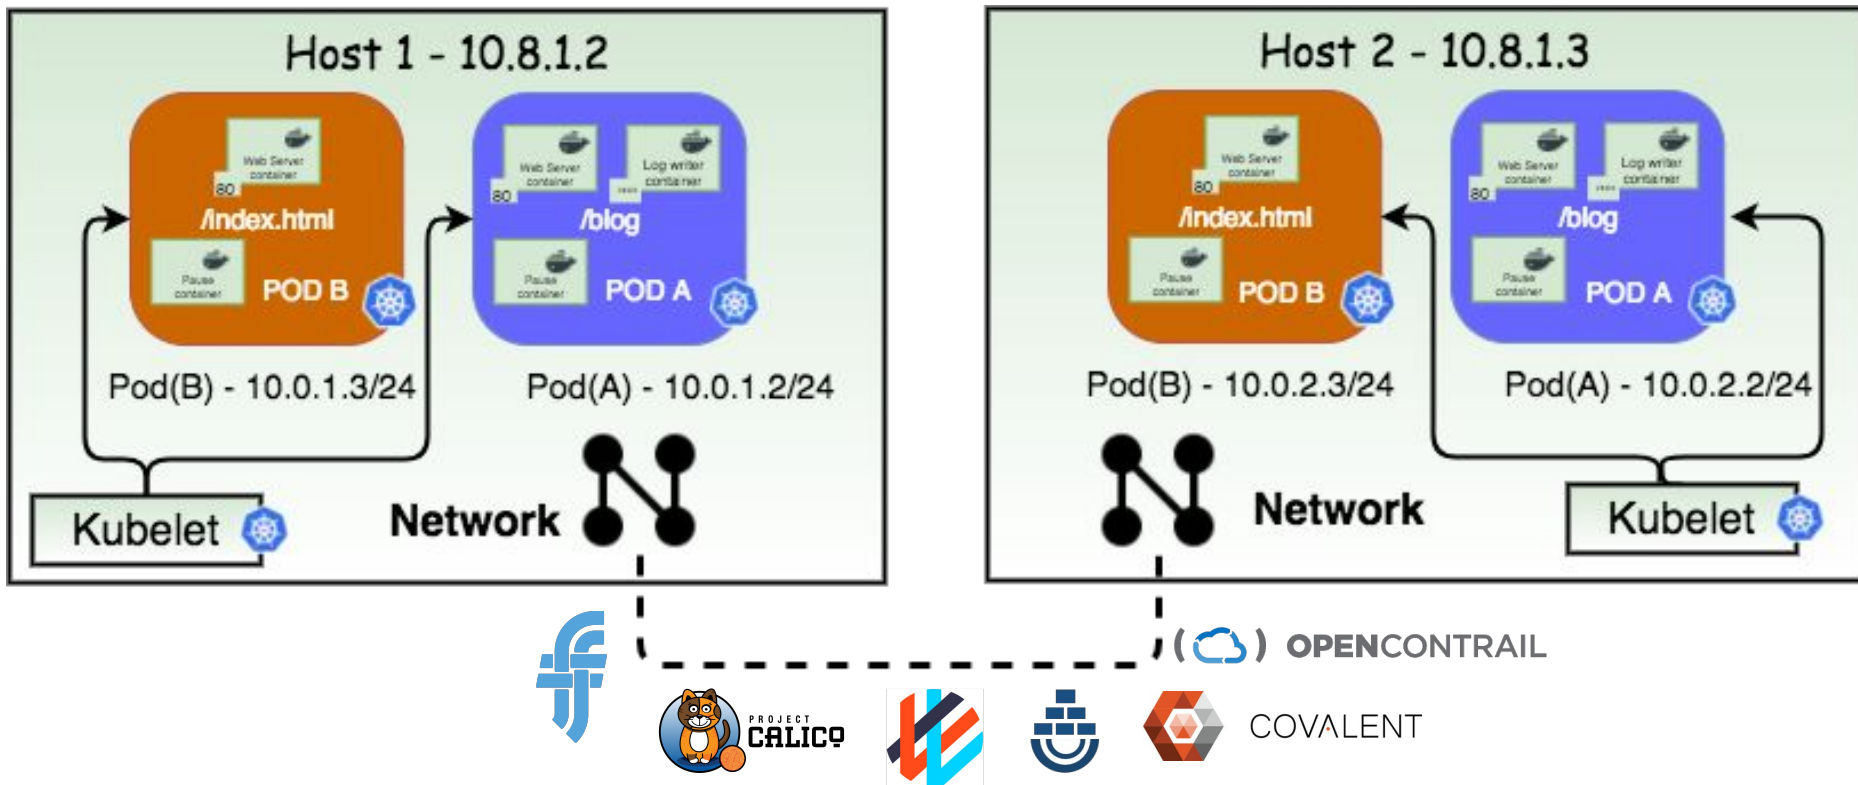 Host 1 - 10.8.1.2
Web Server
container
80
/index.html
Pause
container
POD B
Web Server
container
80
Log writer
container
/blog
Pause
container
POD A
Pod(B) - 10.0.1.3/24
Pod(A) - 10.0.1.2/24
Kubelet
Network
Host 2 - 10.8.1.3
Web Server
container
80
/index.html
Pause
container
POD B
Web Server
container
80
Log writer
container
/blog
Pause
container
POD A
Pod(B) - 10.0.2.3/24
Pod(A) - 10.0.2.2/24
Network
Kubelet
OPENCONTRAIL
PROJECT
CALICO
COVALENT